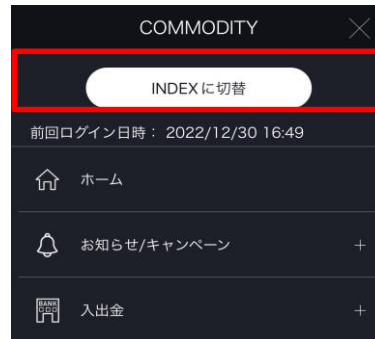 COMMODITY
INDEXに切替
前回ログイン日時： 2022/12/30 16:49
ホーム
お知らせ/キャンペーン
BANK
入出金